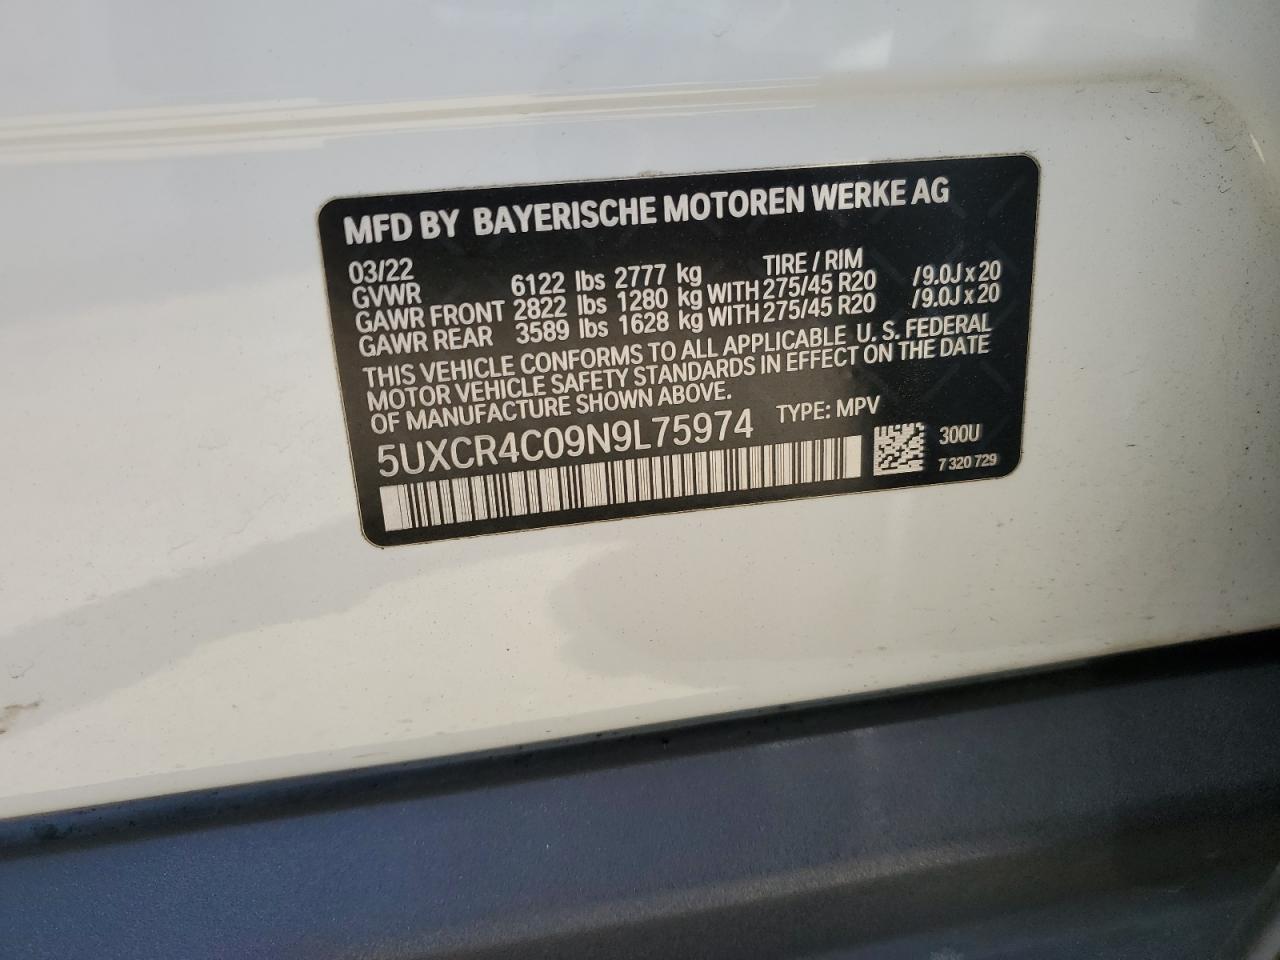 MFD BY BAYERISCHE MOTOREN WERKE AG
03/22 TIRE / RIM
GVWR 6122 lbs 2777 kg
GAWR FRONT 2822 lbs 1280 kg WITH 275/45 R20 /9.0J x 20
GAWR REAR 3589 lbs 1628 kg WITH 275/45 R20 /9.0J x 20
THIS VEHICLE CONFORMS TO ALL APPLICABLE U. S. FEDERAL
MOTOR VEHICLE SAFETY STANDARDS IN EFFECT ON THE DATE
OF MANUFACTURE SHOWN ABOVE.
5UXCR4C09N9L75974 TYPE: MPV
300U
7 320 729